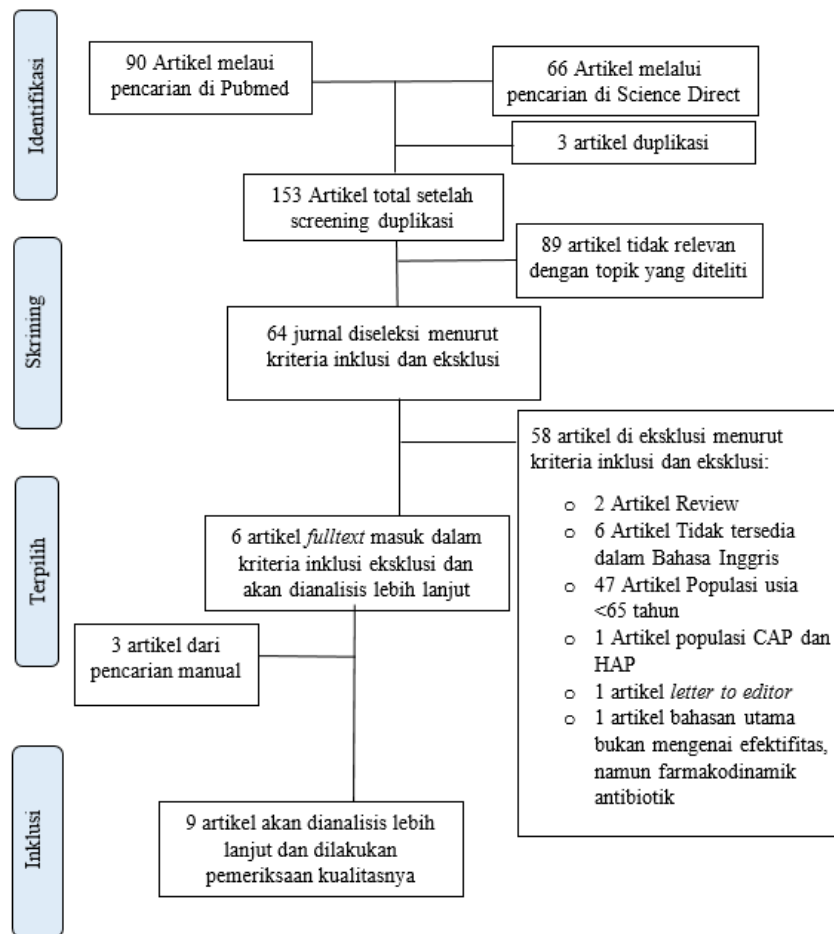 Identifikasi
90 Artikel melaui
pencarian di Pubmed
66 Artikel melalui
pencarian di Science Direct
3 artikel duplikasi
153 Artikel total setelah
screening duplikasi
Skrining
89 artikel tidak relevan
dengan topik yang diteliti
64 jurnal diseleksi menurut
kriteria inklusi dan eksklusi
58 artikel di eksklusi menurut
kriteria inklusi dan eksklusi:
o 2 Artikel Review
o 6 Artikel Tidak tersedia
dalam Bahasa Inggris
o 47 Artikel Populasi usia
<65 tahun
o 1 Artikel populasi CAP dan
HAP
o 1 artikel letter to editor
o 1 artikel bahasan utama
bukan mengenai efektifitas,
namun farmakodinamik
antibiotik
Terpilih
6 artikel fulltext masuk dalam
kriteria inklusi eksklusi dan
akan dianalisis lebih lanjut
3 artikel dari
pencarian manual
Inklusi
9 artikel akan dianalisis lebih
lanjut dan dilakukan
pemeriksaan kualitasnya